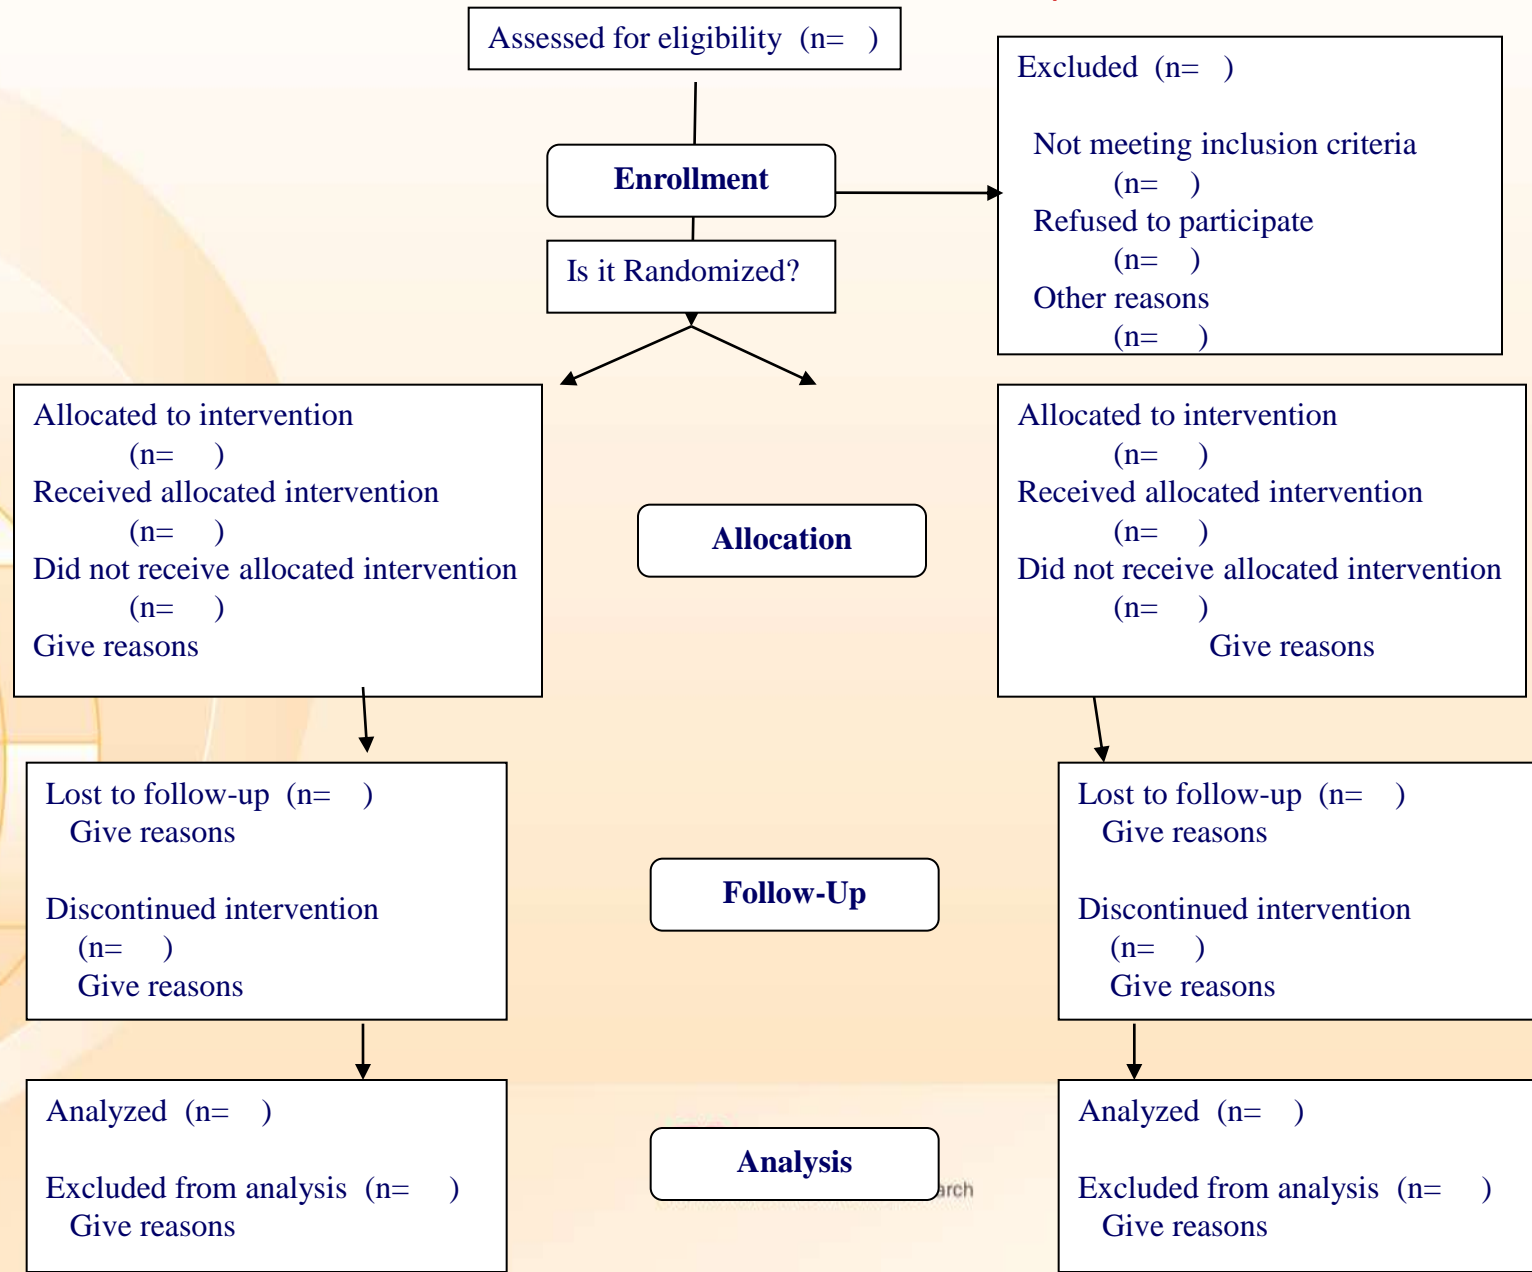 Assessed for eligibility (n= )
Excluded (n= )
Not meeting inclusion criteria
(n= )
Refused to participate
(n= )
Other reasons
(n= )
Enrollment
Is it Randomized?
Allocated to intervention
(n= )
Received allocated intervention
(n= )
Did not receive allocated intervention
(n= )
Give reasons
Allocation
Allocated to intervention
(n= )
Received allocated intervention
(n= )
Did not receive allocated intervention
(n= )
Give reasons
Lost to follow-up (n= )
Give reasons
Discontinued intervention
(n= )
Give reasons
Follow-Up
Lost to follow-up (n= )
Give reasons
Discontinued intervention
(n= )
Give reasons
Analyzed (n= )
Excluded from analysis (n= )
Give reasons
Analysis
Analyzed (n= )
Excluded from analysis (n= )
Give reasons